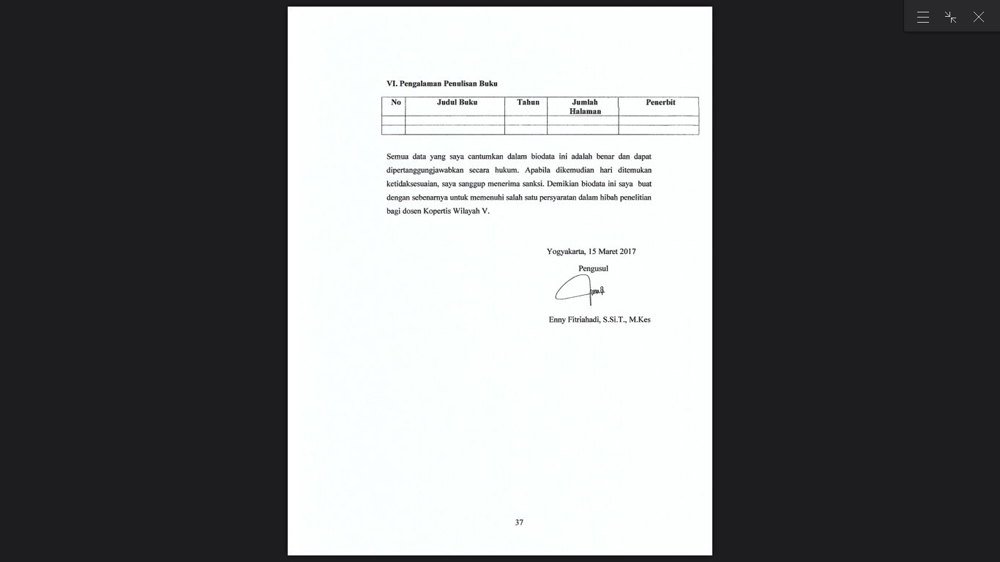 VI. Pengalaman Penulisan Buku
No Judul Buku Tahun Jumlah Halaman Penerbit
Semua data yang saya cantumkan dalam biodata ini adalah benar dan dapat
dipertanggungjawabkan secara hukum. Apabila dikemudian hari ditemukan
ketidaksesuaian, saya sanggup menerima sanksi. Demikian biodata ini saya buat
dengan sebenarnya untuk memenuhi salah satu persyaratan dalam hibah penelitian
bagi dosen Kopertis Wilayah V.
Yogyakarta, 15 Maret 2017
Pengusul
Enny Fitriahadi, S.Si.T., M.Kes
37